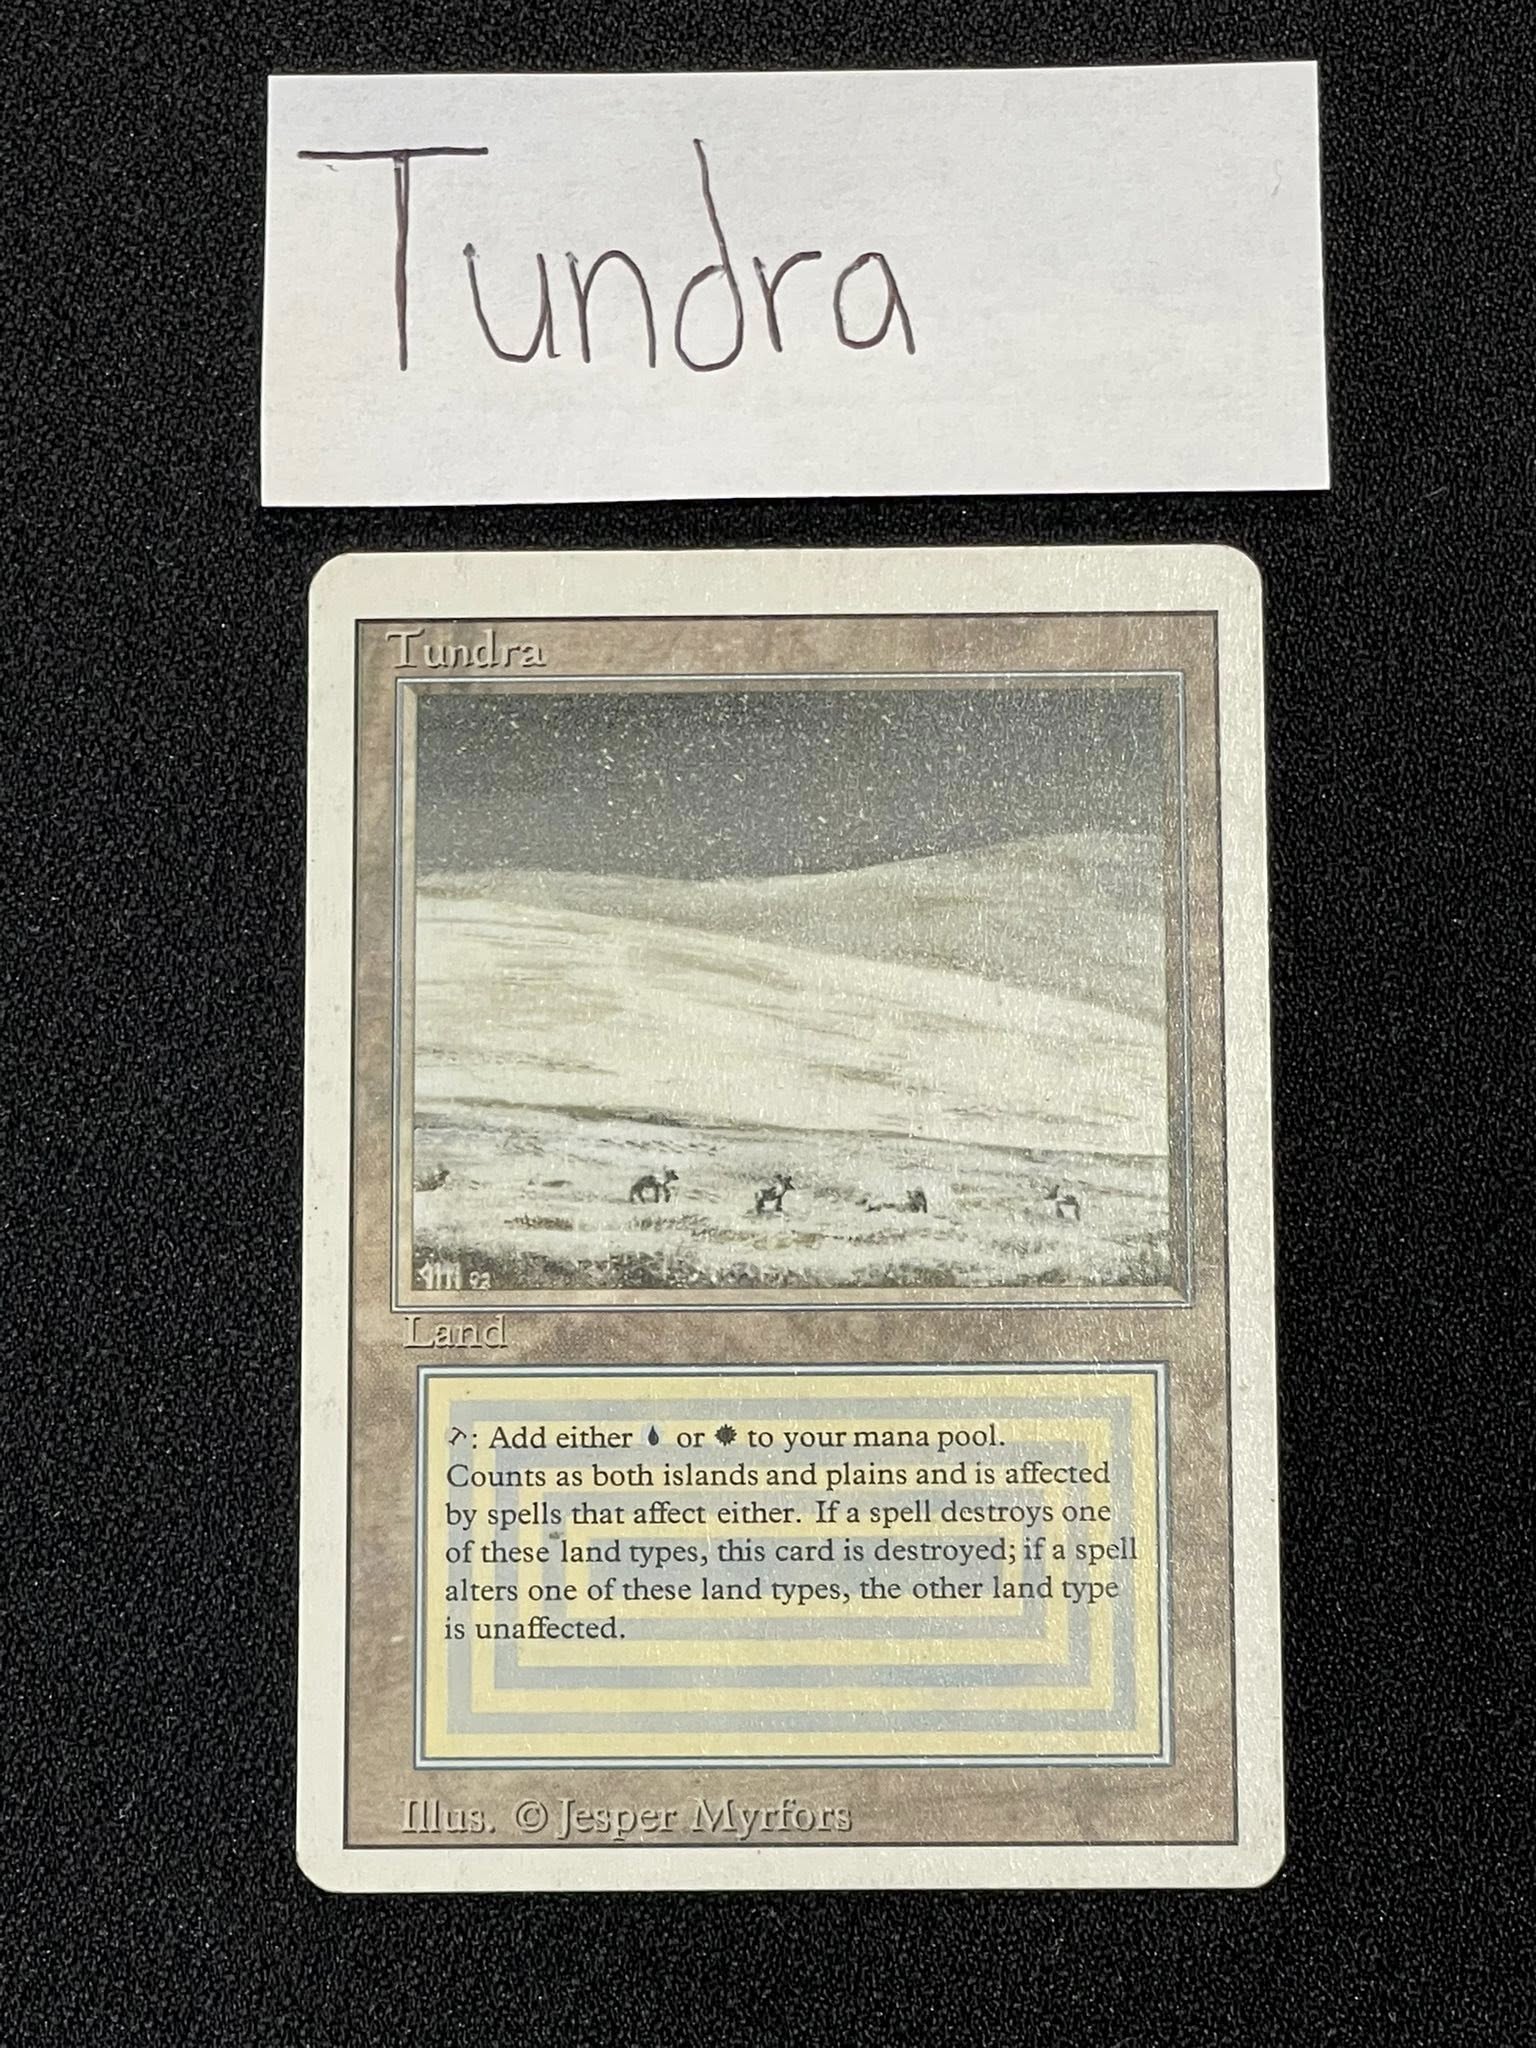 Tundra
Tundra
JM 92
Land
: Add either or to your mana pool.
Counts as both islands and plains and is affected
by spells that affect either. If a spell destroys one
of these land types, this card is destroyed; if a spell
alters one of these land types, the other land type
is unaffected.
Illus. © Jesper Myrfors